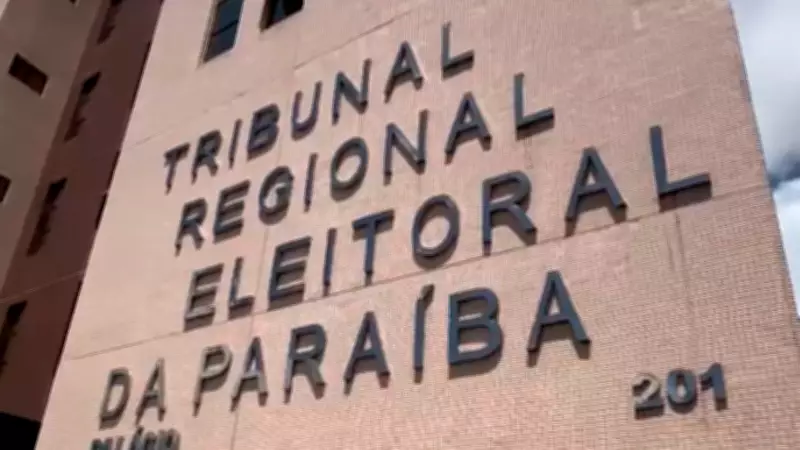 TRIBUNAL
REGIONAL
ELEITORAL
DA PARAÍBA
201